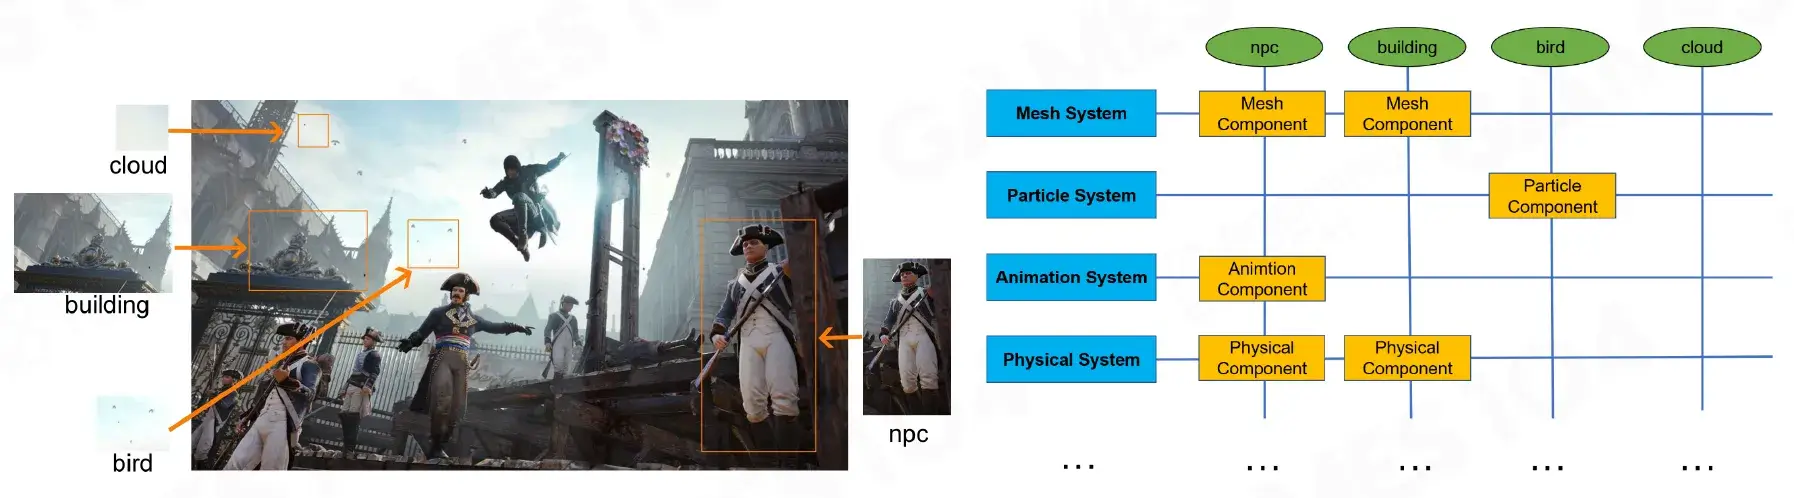 cloud
building
bird
npc
npc building bird cloud
Mesh System
Mesh
Component
Mesh
Component
Particle System
Particle
Component
Animation System
Animtion
Component
Physical System
Physical
Component
Physical
Component
... ... ... ... ...